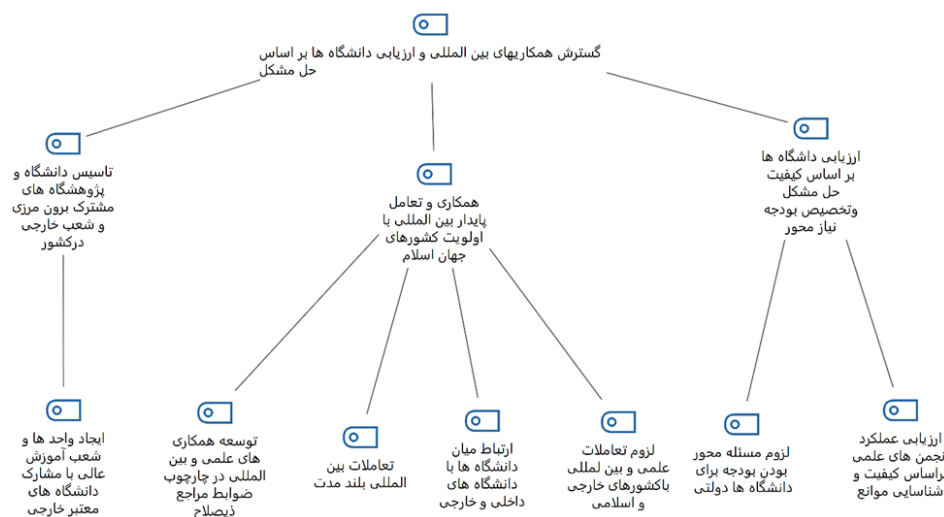 گسترش همکاریهای بین المللی و ارزیابی دانشگاه ها بر اساس
حل مشکل
ارزیابی داشگاه ها
بر اساس کیفیت
حل مشکل
وتخصیص بودجه
نیاز محور
همکاری و تعامل
پایدار بین المللی با
اولویت کشورهای
جهان اسلام
تاسیس دانشگاه و
پژوهشگاه های
مشترک برون مرزی
و شعب خارجی
درکشور
ارزیابی عملکرد
نجمن های علمی
براساس کیفیت و
شناسایی موانع
لزوم مسئله محور
بودن بودجه برای
دانشگاه ها دولتی
لزوم تعاملات
علمی و بین لمللی
باکشورهای خارجی
و اسلامی
ارتباط میان
دانشگاه ها با
دانشگاه های
داخلی و خارجی
تعاملات بین
المللی بلند مدت
توسعه همکاری
های علمی و بین
المللی در چارچوب
ضوابط مراجع
ذیصلاح
ایجاد واحد ها و
شعب آموزش
عالی با مشارک
دانشگاه های
معتبر خارجی